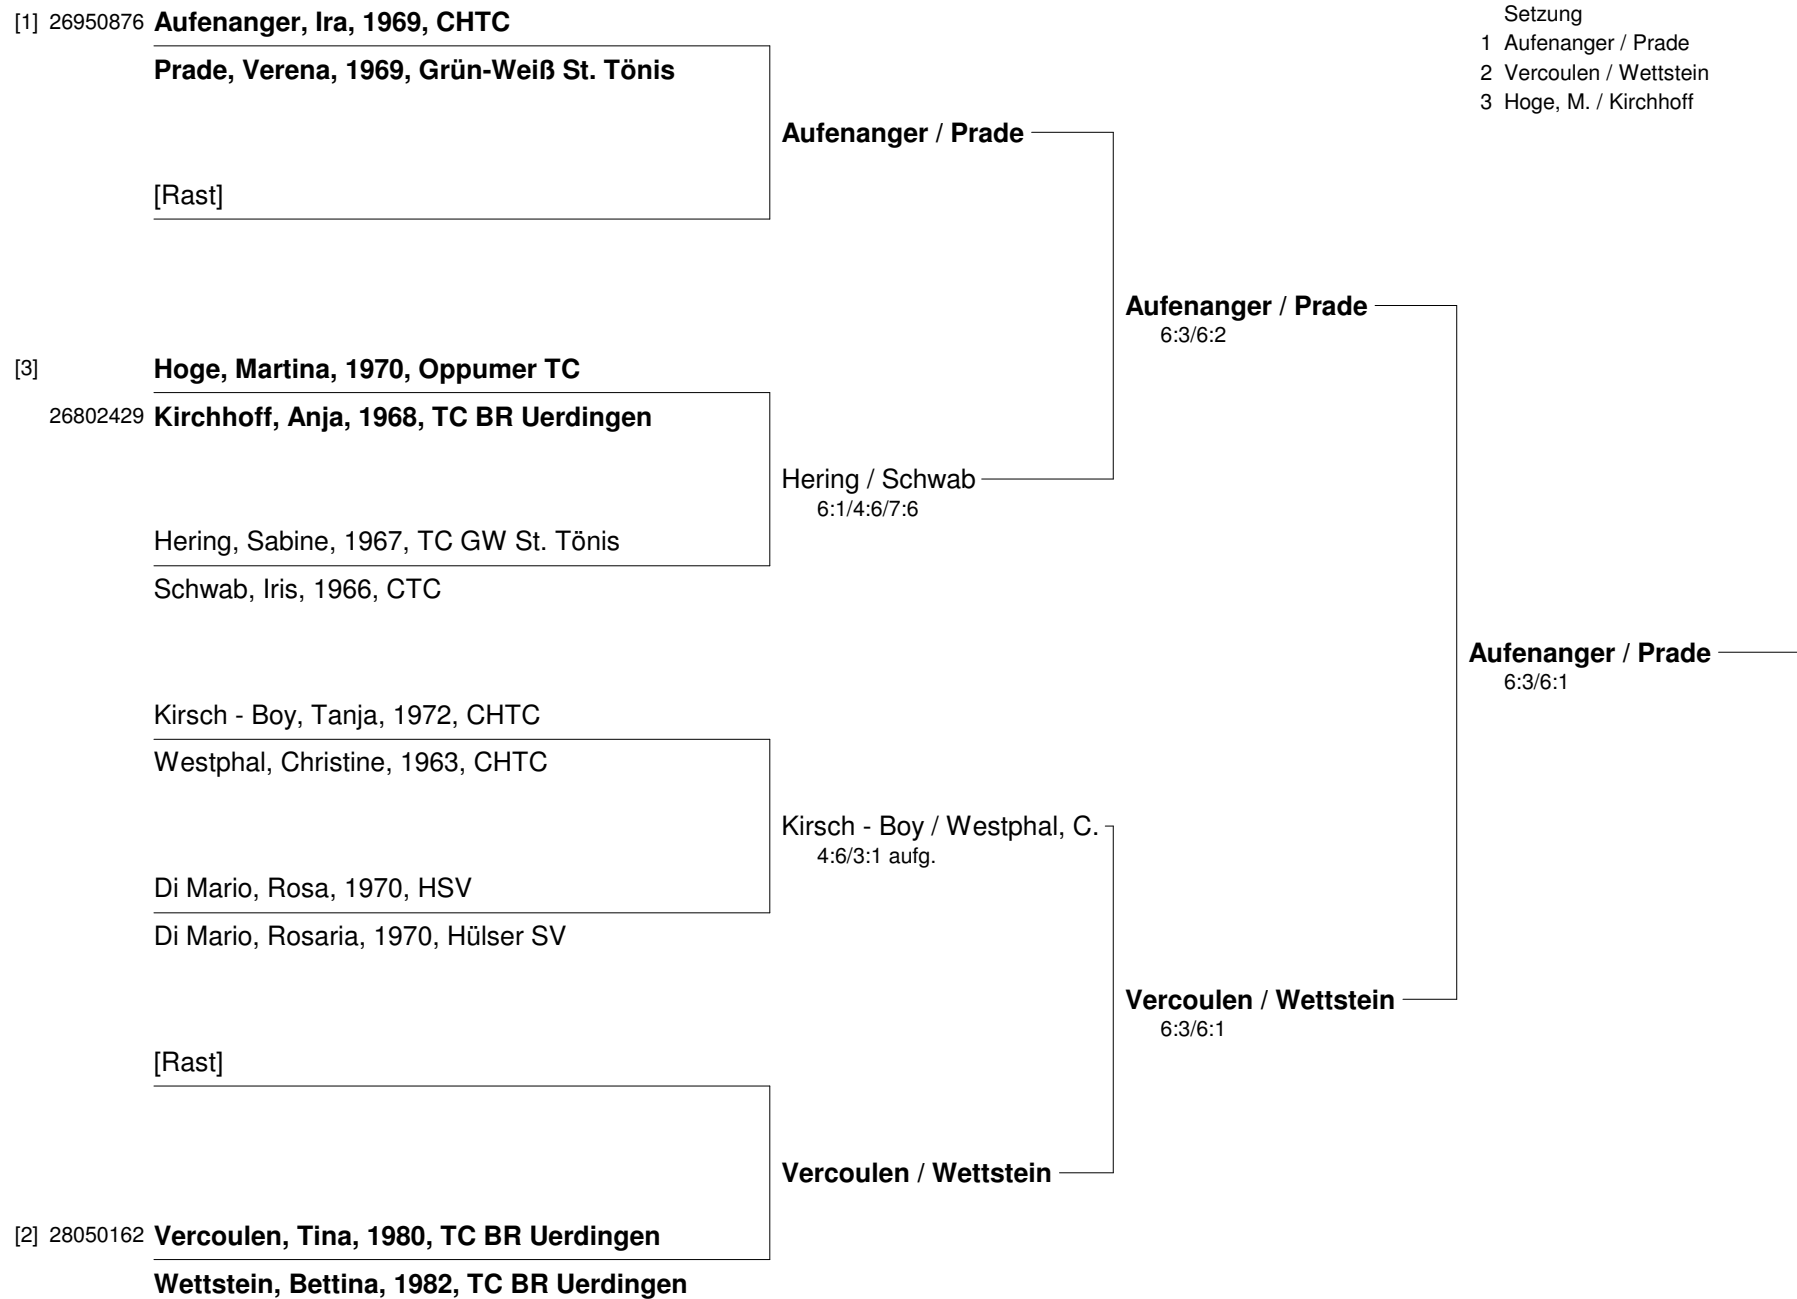 [1] 26950876 Aufenanger, Ira, 1969, CHTC
Prade, Verena, 1969, Grün-Weiß St. Tönis
Setzung
1 Aufenanger / Prade
2 Vercoulen / Wettstein
3 Hoge, M. / Kirchhoff
Aufenanger / Prade
[Rast]
Aufenanger / Prade
6:3/6:2
[3] Hoge, Martina, 1970, Oppumer TC
26802429 Kirchhoff, Anja, 1968, TC BR Uerdingen
Hering / Schwab
6:1/4:6/7:6
Hering, Sabine, 1967, TC GW St. Tönis
Schwab, Iris, 1966, CTC
Aufenanger / Prade
6:3/6:1
Kirsch - Boy, Tanja, 1972, CHTC
Westphal, Christine, 1963, CHTC
Kirsch - Boy / Westphal, C.
4:6/3:1 aufg.
Di Mario, Rosa, 1970, HSV
Di Mario, Rosaria, 1970, Hülser SV
Vercoulen / Wettstein
6:3/6:1
[Rast]
Vercoulen / Wettstein
[2] 28050162 Vercoulen, Tina, 1980, TC BR Uerdingen
Wettstein, Bettina, 1982, TC BR Uerdingen